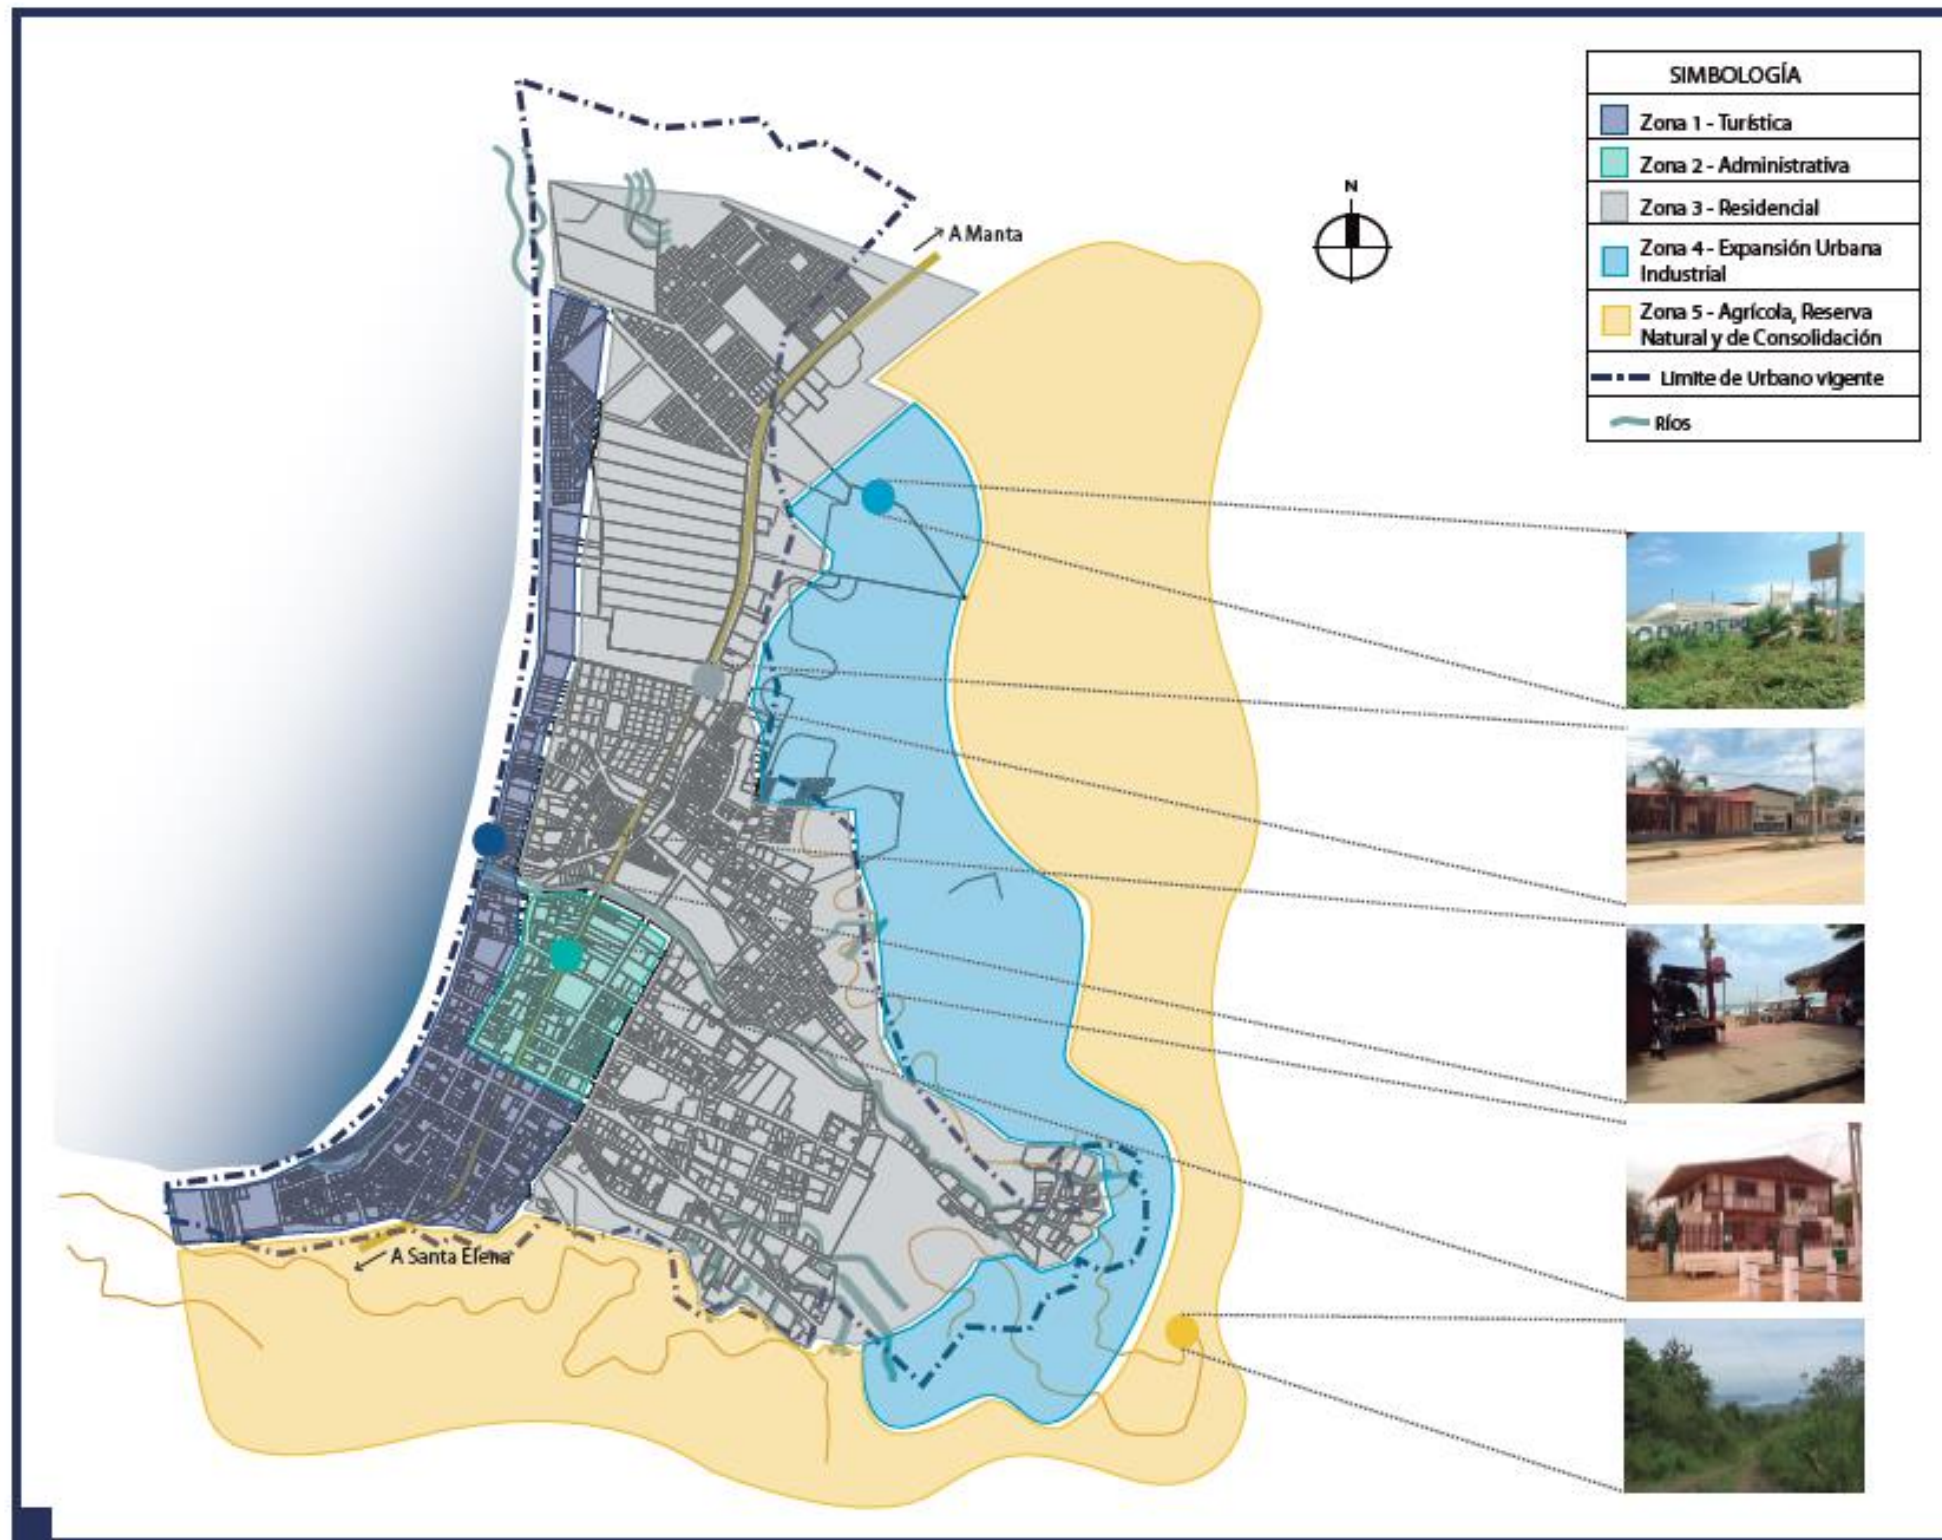 SIMBOLOGÍA
Zona 1 - Turística
Zona 2 - Administrativa
Zona 3 - Residencial
Zona 4 - Expansión Urbana
Industrial
Zona 5 - Agrícola, Reserva
Natural y de Consolidación
Limite de Urbano vigente
Ríos
N
A Manta
A Santa Elena